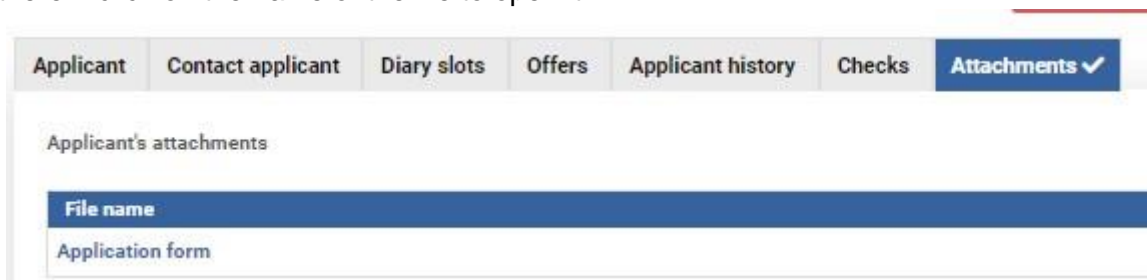 Applicant Contact applicant Diary slots Offers Applicant history Checks Attachments ✓
Applicant's attachments
File name
Application form